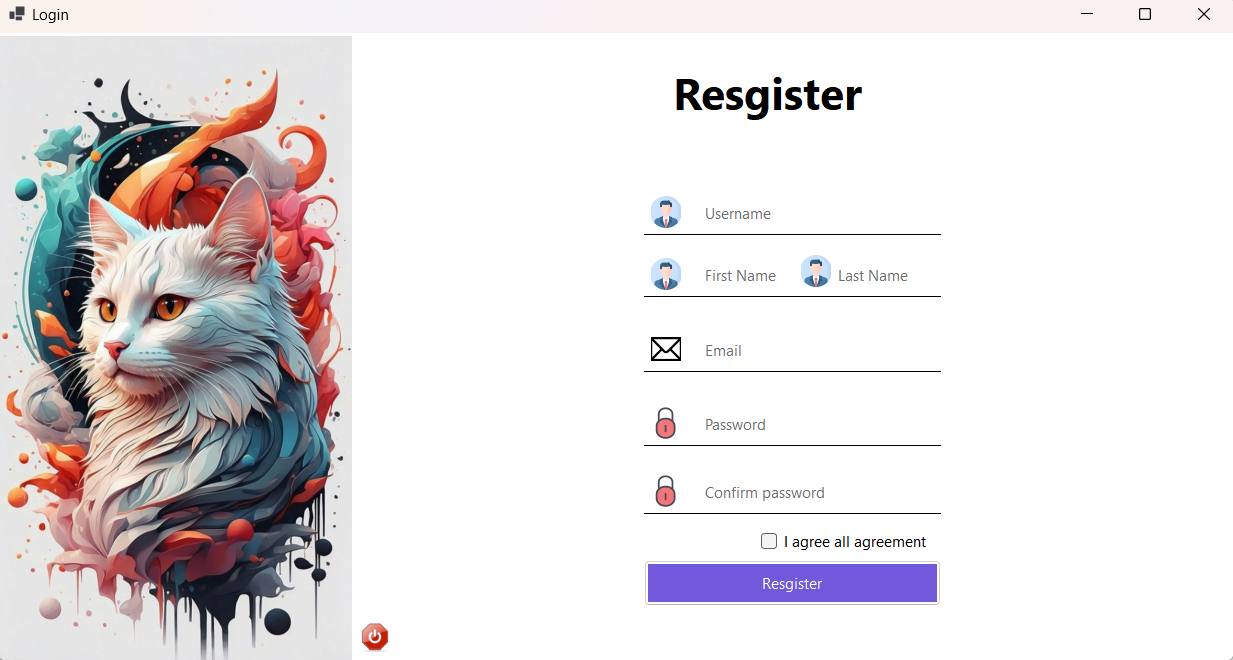 Login
Resgister
Username
First Name Last Name
Email
Password
Confirm password
I agree all agreement
Resgister